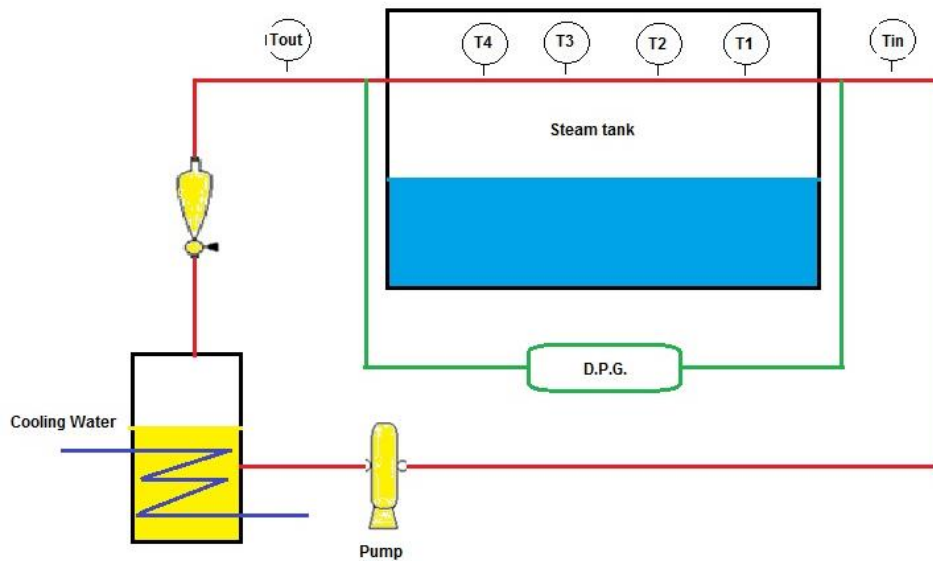 Tout
T4
T3
T2
T1
Tin
Steam tank
D.P.G.
Cooling Water
Pump